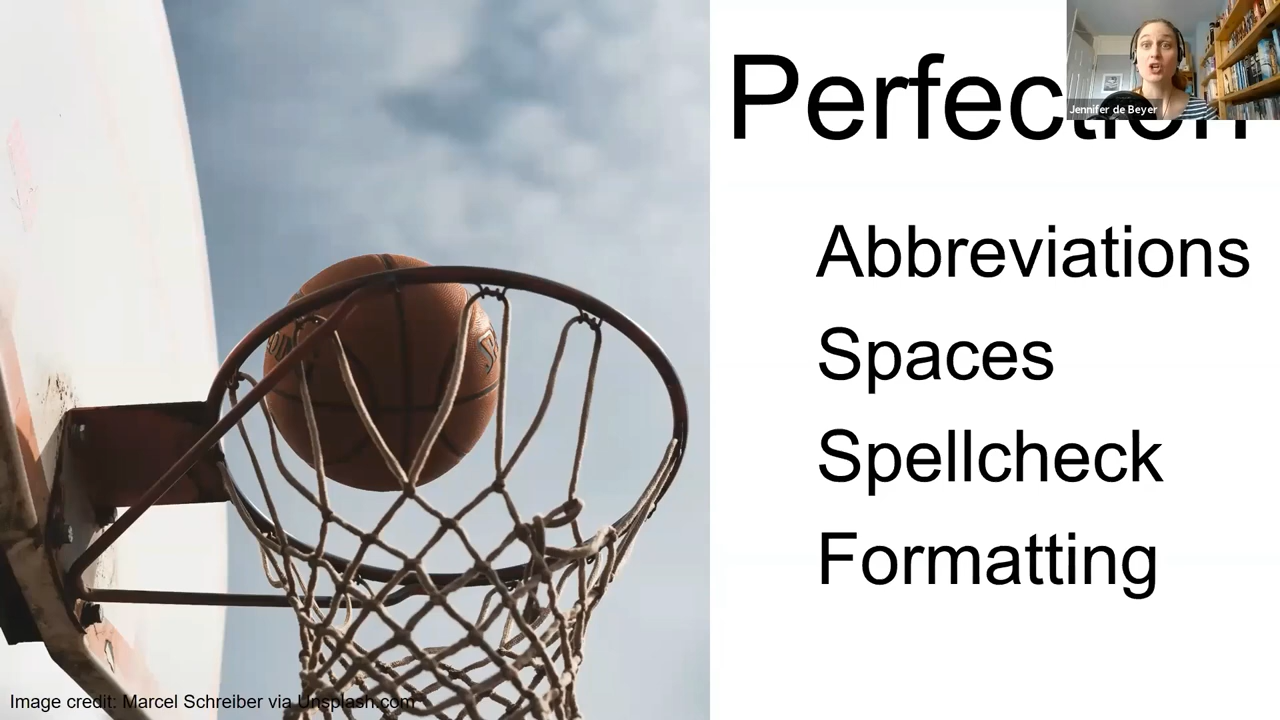 Perfection
Jennifer de Beyer
Abbreviations
Spaces
Spellcheck
Formatting
Image credit: Marcel Schreiber via Unsplash.com